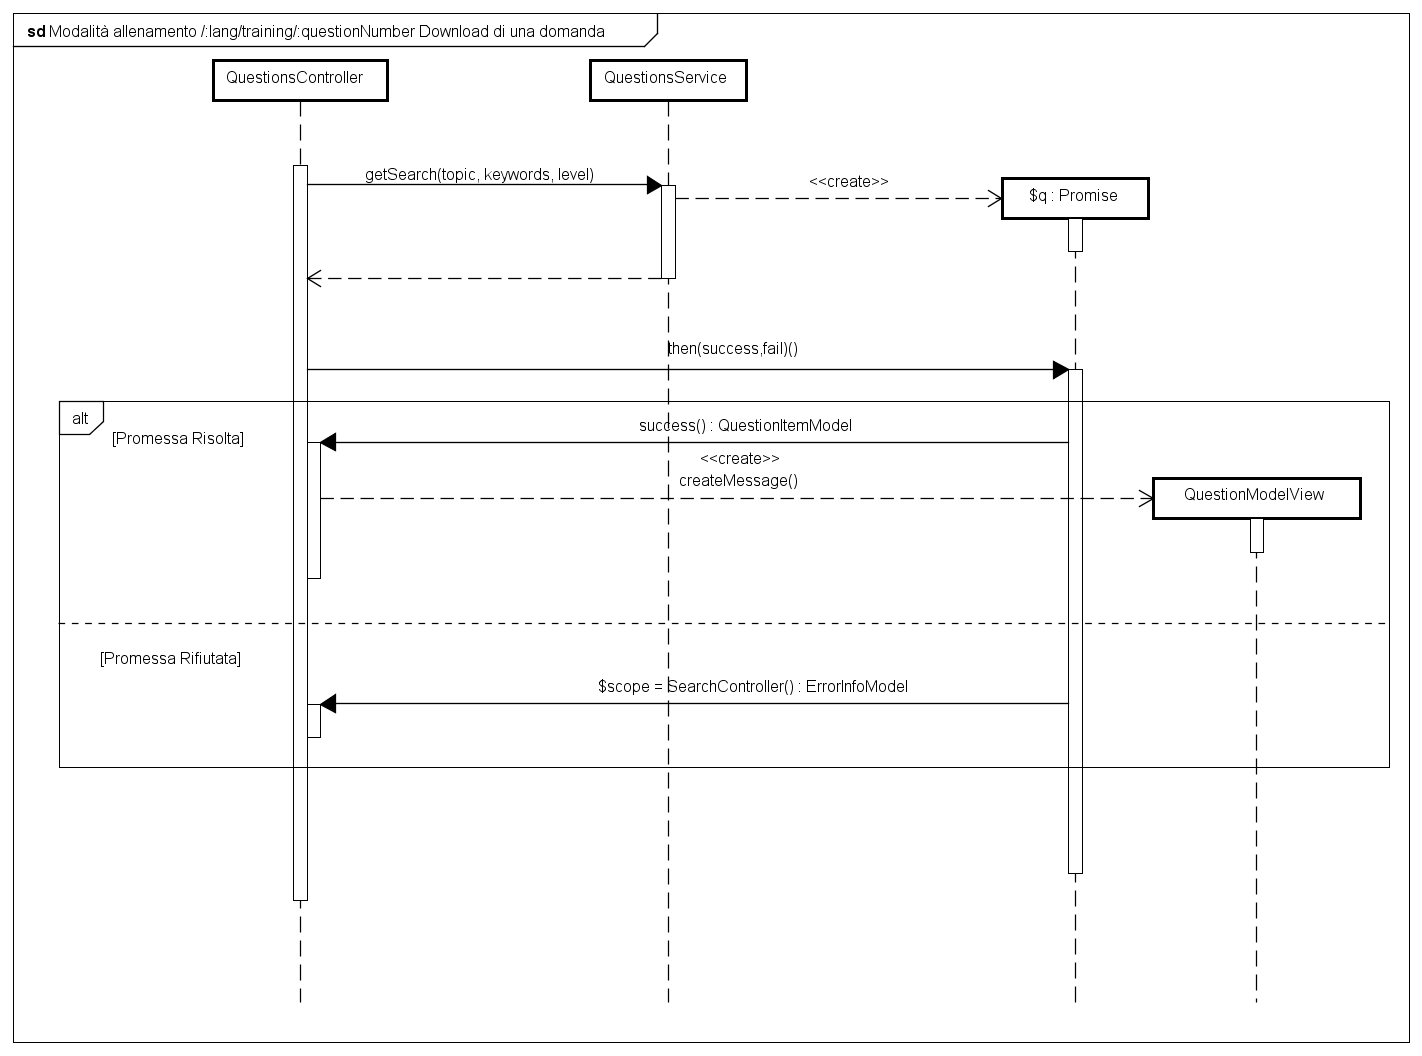 sd Modalità allenamento /:lang/training/:questionNumber Download di una domanda
QuestionsController
QuestionsService
getSearch(topic, keywords, level)
<<create>>
$q : Promise
then(success,fail)()
alt
[Promessa Risolta]
success() : QuestionItemModel
<<create>>
createMessage()
QuestionModelView
[Promessa Rifiutata]
$scope = SearchController() : ErrorInfoModel